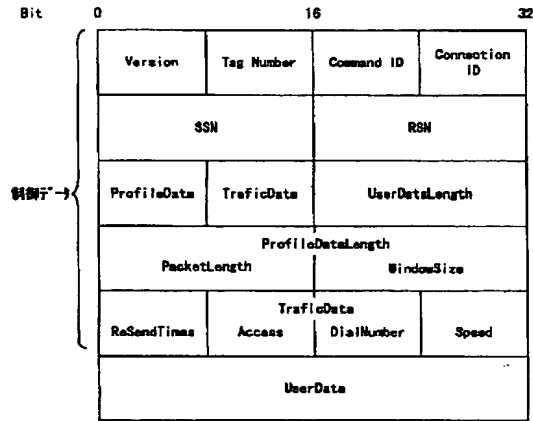 Bit 0 16 32
Version Tag Number Command ID Connection
ID
SSN RSN
制御データ
ProfileData TraficData UserDataLength
ProfileDataLength
PacketLength WindowSize
TraficData
ReSendTimes Access DialNumber Speed
UserData